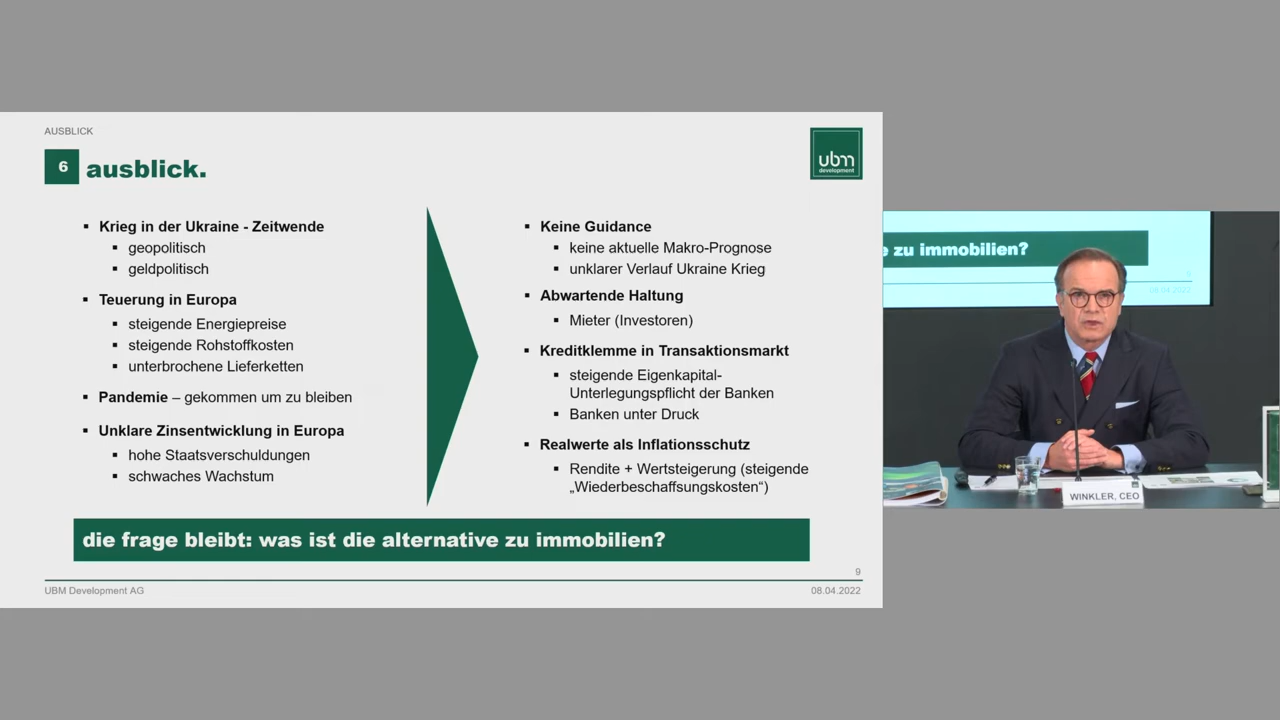 AUSBLICK
6 ausblick.
ubm
development
▪ Krieg in der Ukraine - Zeitwende
▪ geopolitisch
▪ geldpolitisch
▪ Teuerung in Europa
▪ steigende Energiepreise
▪ steigende Rohstoffkosten
▪ unterbrochene Lieferketten
▪ Pandemie – gekommen um zu bleiben
▪ Unklare Zinsentwicklung in Europa
▪ hohe Staatsverschuldungen
▪ schwaches Wachstum
▪ Keine Guidance
▪ keine aktuelle Makro-Prognose
▪ unklarer Verlauf Ukraine Krieg
▪ Abwartende Haltung
▪ Mieter (Investoren)
▪ Kreditklemme in Transaktionsmarkt
▪ steigende Eigenkapital-
Unterlegungspflicht der Banken
▪ Banken unter Druck
▪ Realwerte als Inflationsschutz
▪ Rendite + Wertsteigerung (steigende
„Wiederbeschaffungskosten“)
die frage bleibt: was ist die alternative zu immobilien?
9
UBM Development AG
08.04.2022
e zu immobilien?
9
08.04.2022
WINKLER, CEO